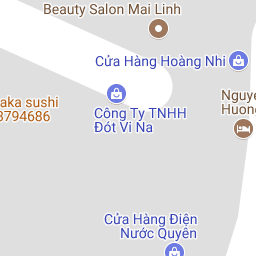 Beauty Salon Mai Linh
Cửa Hàng Hoàng Nhi
aka sushi
3794686
Công Ty TNHH
Đót Vi Na
Nguye
Huong
Cửa Hàng Điện
Nước Quyên